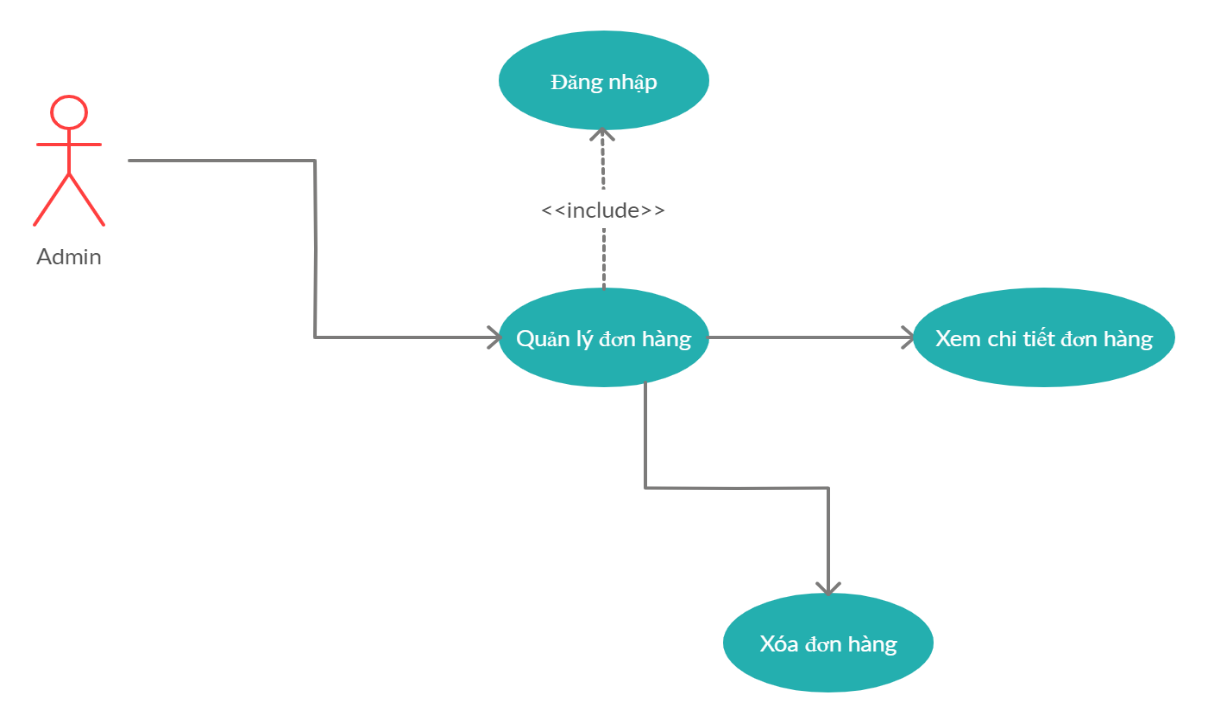 Đăng nhập
<<include>>
Admin
Quản lý đơn hàng
Xem chi tiết đơn hàng
Xóa đơn hàng